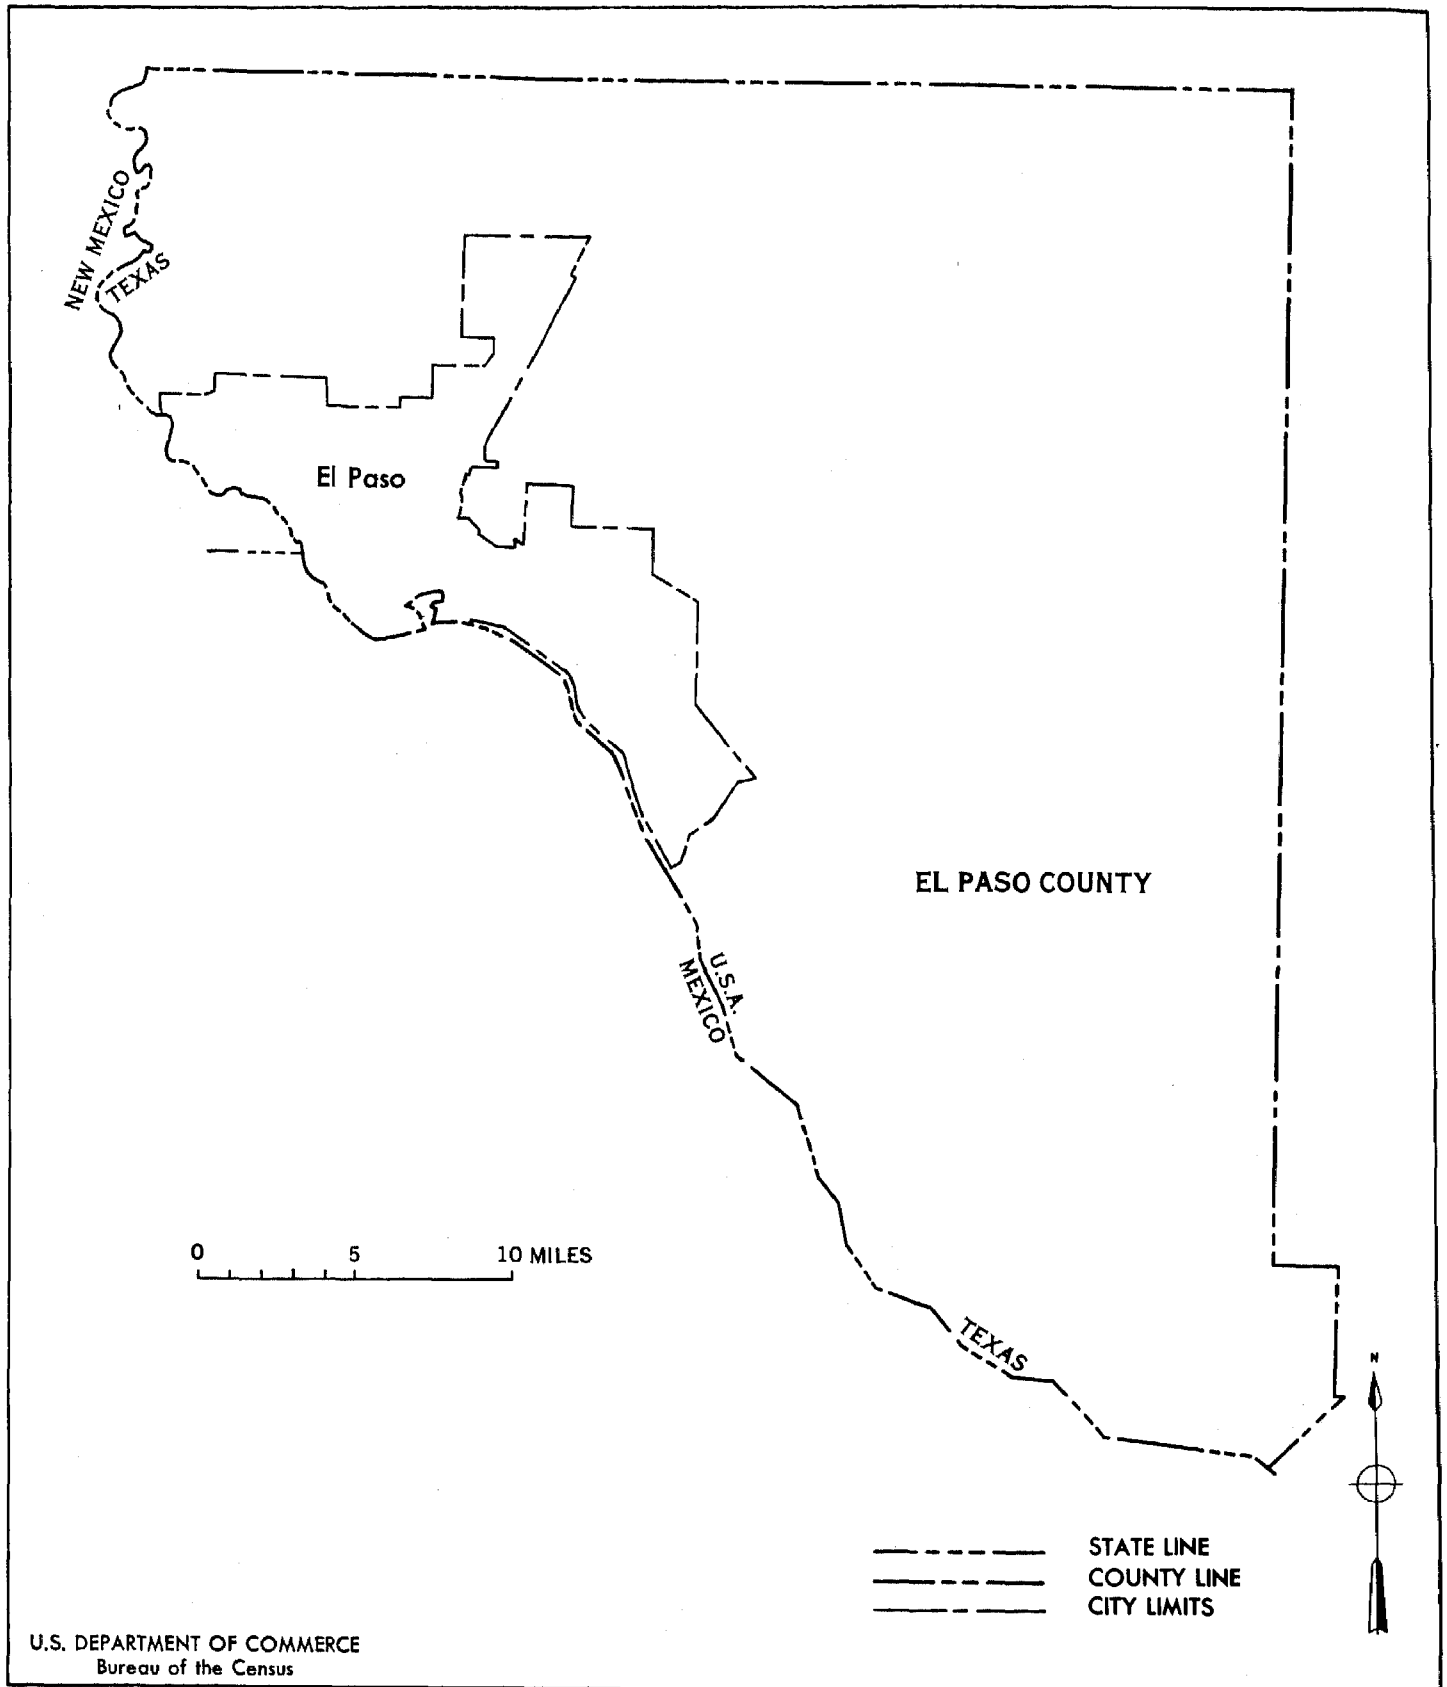 NEW MEXICO
TEXAS
El Paso
EL PASO COUNTY
U.S.A.
MEXICO
0 5 10 MILES
TEXAS
N
STATE LINE
COUNTY LINE
CITY LIMITS
U.S. DEPARTMENT OF COMMERCE
Bureau of the Census